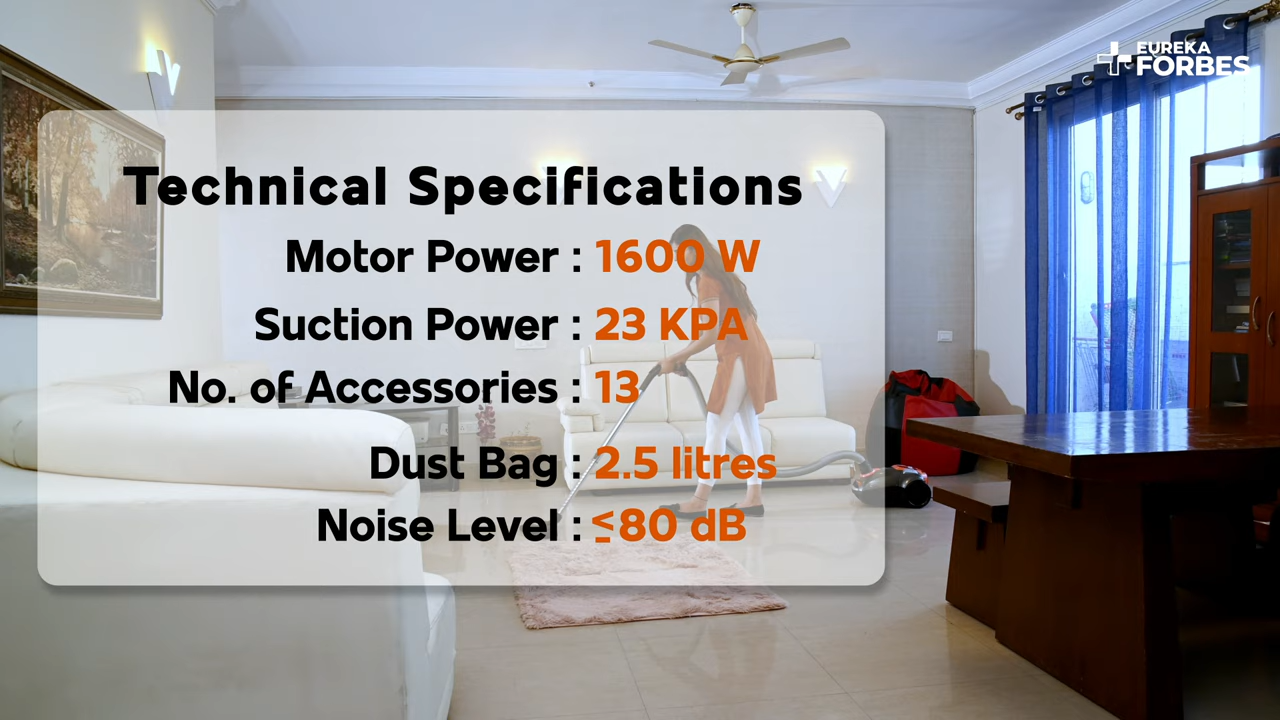 EUREKA
FORBES
Technical Specifications
Motor Power : 1600 W
Suction Power : 23 KPA
No. of Accessories : 13
Dust Bag : 2.5 litres
Noise Level : ≤80 dB